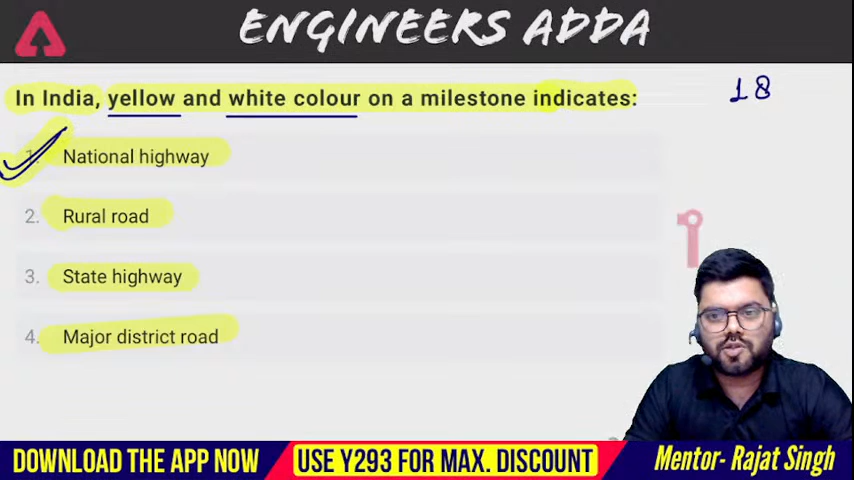 ENGINEERS ADDA
In India, yellow and white colour on a milestone indicates:
18
1. National highway
2. Rural road
3. State highway
4. Major district road
DOWNLOAD THE APP NOW
USE Y293 FOR MAX. DISCOUNT
Mentor- Rajat Singh